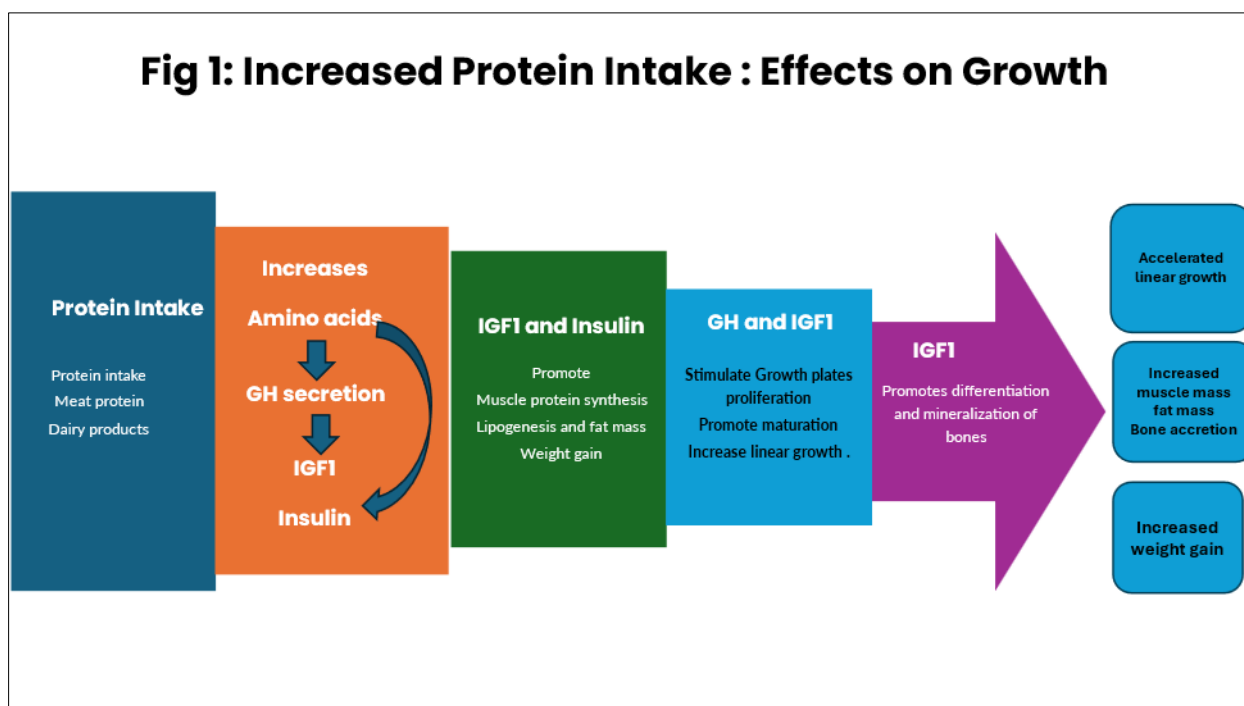 Fig 1: Increased Protein Intake : Effects on Growth
Protein Intake
Protein intake
Meat protein
Dairy products
Increases
Amino acids
GH secretion
IGF1
Insulin
IGF1 and Insulin
Promote
Muscle protein synthesis
Lipogenesis and fat mass
Weight gain
GH and IGF1
Stimulate Growth plates
proliferation
Promote maturation
Increase linear growth .
IGF1
Promotes differentiation
and mineralization of
bones
Accelerated
linear growth
Increased
muscle mass
fat mass
Bone accretion
Increased
weight gain